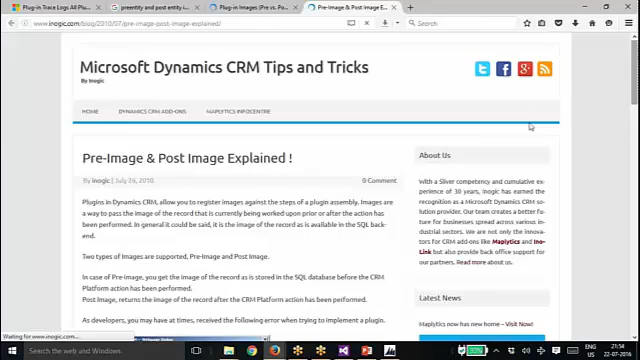 Plug-in Trace Logs All Plu...
preentity and post entity i...
Plug-in Images (Pre vs. Po...
Pre-Image & Post Image E...
www.inogic.com/blog/2010/07/pre-image-post-image-explained/
Search
Microsoft Dynamics CRM Tips and Tricks
By Inogic
HOME
DYNAMICS CRM ADD-ONS
MAPLYTICS INFOCENTRE
Pre-Image & Post Image Explained !
By inogic | July 26, 2010
0 Comment
Plugins in Dynamics CRM, allow you to register images against the steps of a plugin assembly. Images are
a way to pass the image of the record that is currently being worked upon prior or after the action has
been performed. In general it could be said, it is the image of the record as is available in the SQL back-
end.
Two types of Images are supported, Pre-Image and Post Image.
In case of Pre-Image, you get the image of the record as is stored in the SQL database before the CRM
Platform action has been performed.
Post Image, returns the image of the record after the CRM Platform action has been performed.
As developers, you may have at times, received the following error when trying to implement a plugin.
About Us
With a Sliver competency and cumulative ex-
perience of 30 years, Inogic has earned the
recognition as a Microsoft Dynamics CRM so-
lution provider. Our team creates a better fu-
ture for businesses spread across various in-
dustrial sectors. We are not only the innova-
tors for CRM add-ons like Maplytics and Ino-
Link but also provide back office support for
our partners. Read more about us.
Latest News
Maplytics now has new home – Visit Now!
Waiting for www.inogic.com...
Search the web and Windows
30%
21:54
22-07-2016